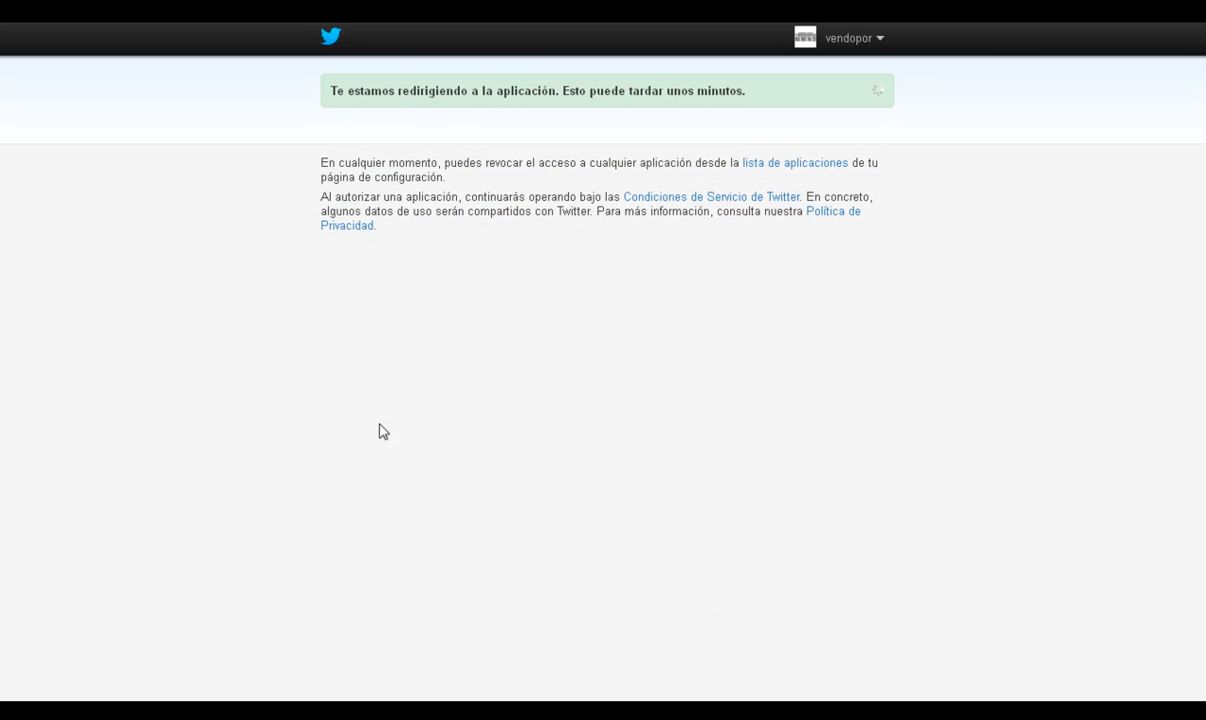 vendopor
Te estamos redirigiendo a la aplicación. Esto puede tardar unos minutos.
En cualquier momento, puedes revocar el acceso a cualquier aplicación desde la lista de aplicaciones de tu
página de configuración.
Al autorizar una aplicación, continuarás operando bajo las Condiciones de Servicio de Twitter. En concreto,
algunos datos de uso serán compartidos con Twitter. Para más información, consulta nuestra Política de
Privacidad.